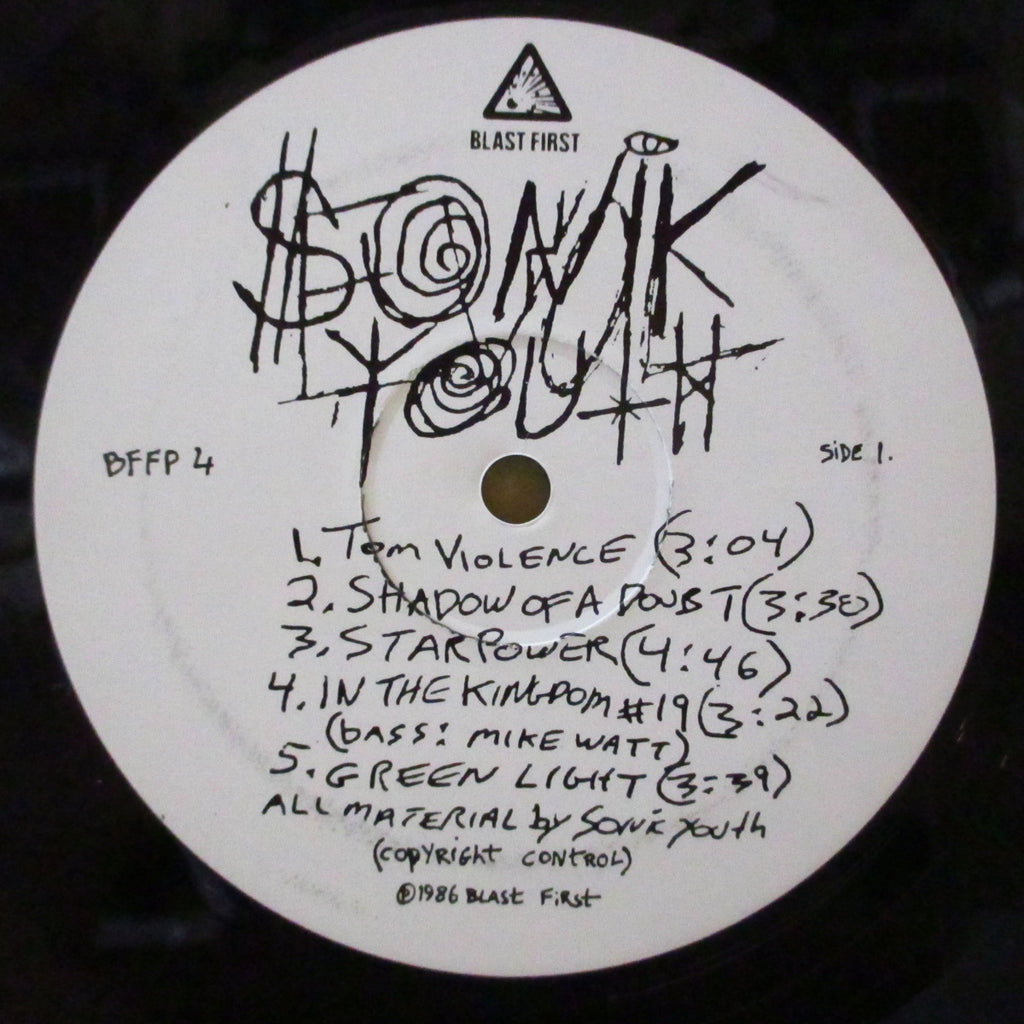 BLAST FIRST
SONIK
YOUTH
BFFP 4
SiDE 1.
1. Tom VIOLENCE (3:04)
2. SHADOW OF A DOUBT (3:30)
3. STARPOWER (4:46)
4. IN THE KINGDOM #19 (3:22)
(bASS: MIKE WATT)
5. GREEN LIGHT (3:39)
ALL MATERIAL by SONiC YOUTH
(COPYRIGHT CONTROL)
℗1986 BLAST FiRSt